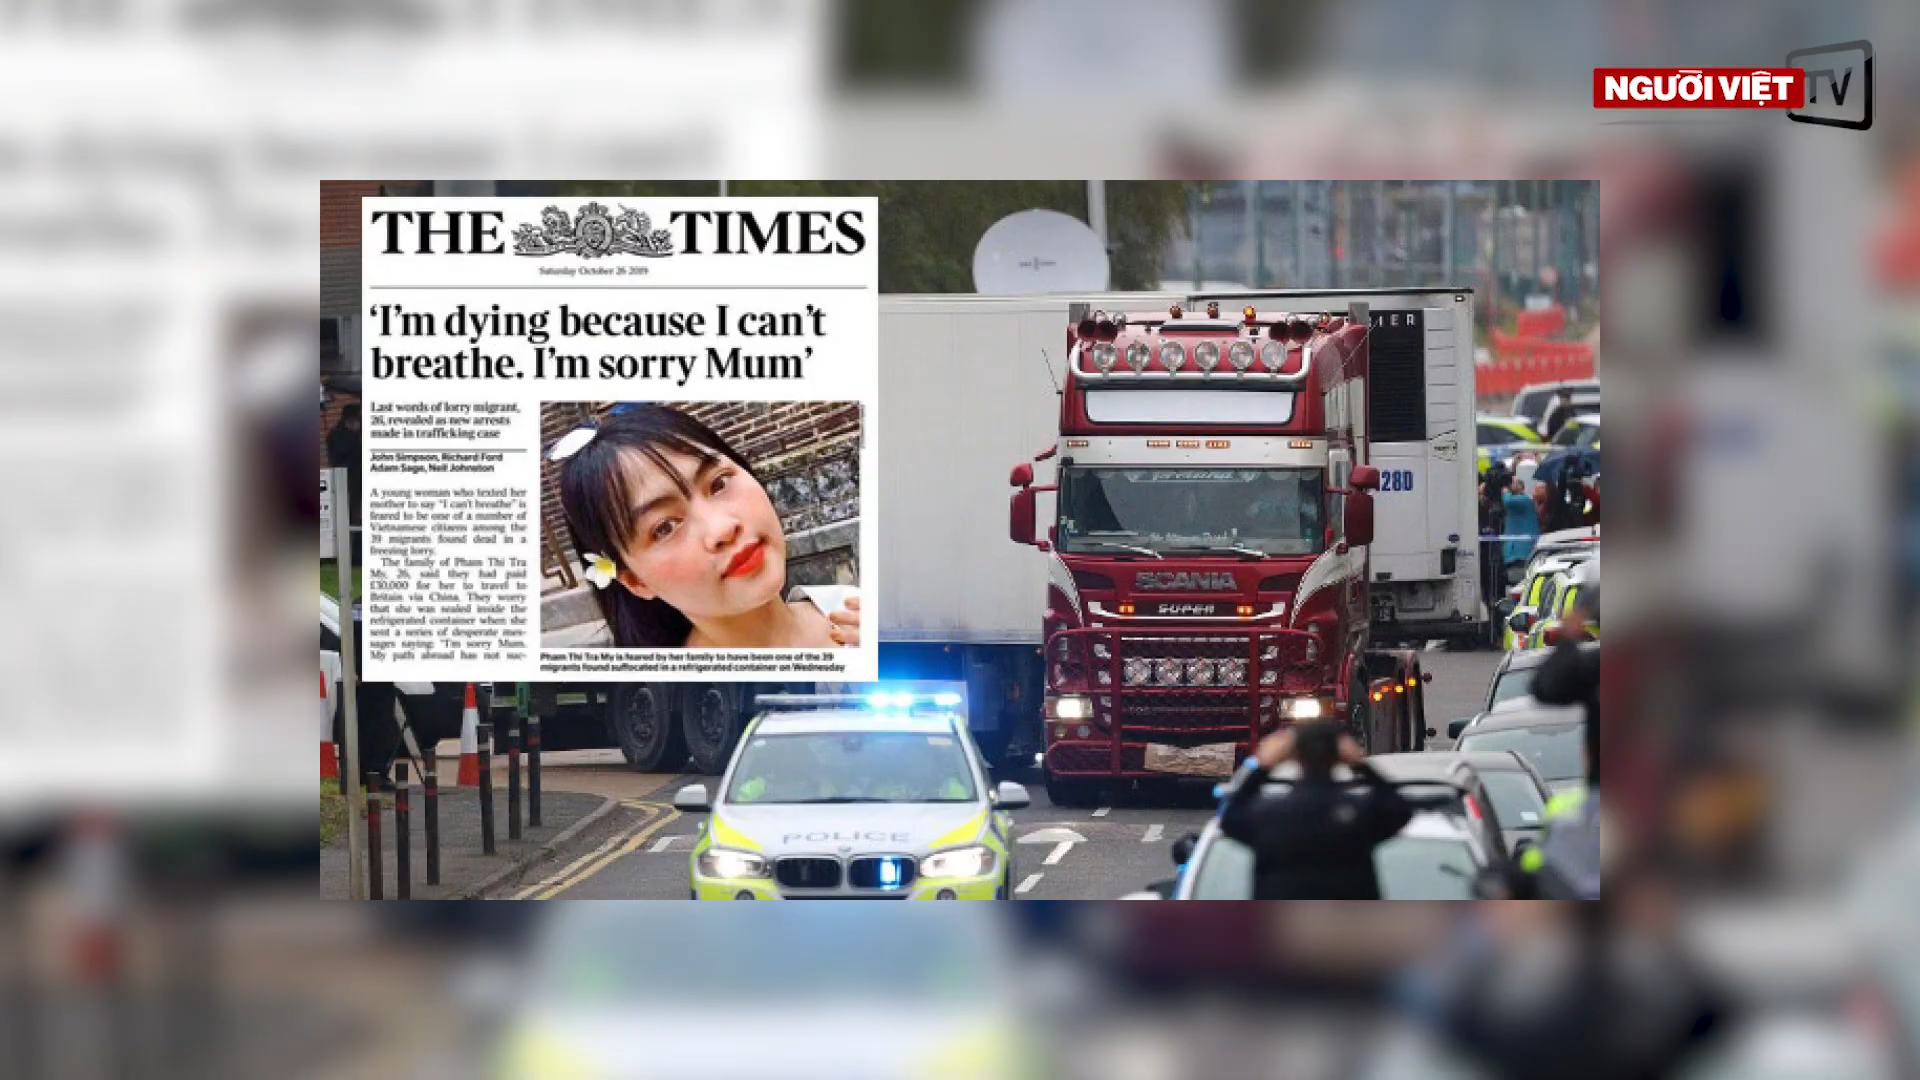 NGƯỜI VIỆT TV
THE TIMES
Saturday October 26 2019
‘I’m dying because I can’t
breathe. I’m sorry Mum’
Last words of lorry migrant,
26, revealed as new arrests
made in trafficking case
John Simpson, Richard Ford
Adam Sage, Neil Johnston
A young woman who texted her
mother to say “I can’t breathe” is
feared to be one of a number of
Vietnamese citizens among the
39 migrants found dead in a
freezing lorry.
The family of Pham Thi Tra
My, 26, said they had paid
£30,000 for her to travel to
Britain via China. They worry
that she was sealed inside the
refrigerated container when she
sent a series of desperate mes-
sages saying: “I’m sorry Mum.
My path abroad has not suc-
Pham Thi Tra My is feared by her family to have been one of the 39
migrants found suffocated in a refrigerated container on Wednesday
28D
SCANIA
SUPER
POLICE